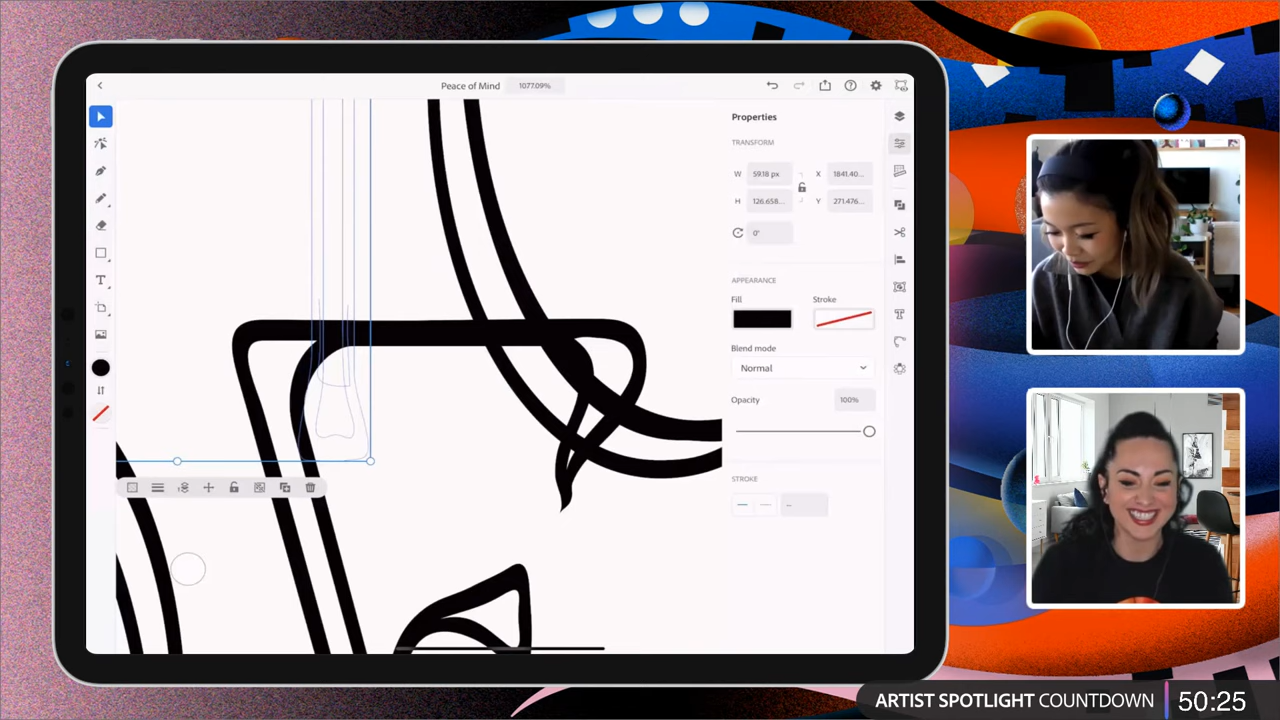 Peace of Mind 1077.09%
Properties
TRANSFORM
W 59.18 px X 1841.40...
H 126.658... Y 271.476...
0°
APPEARANCE
Fill Stroke
Blend mode
Normal
Opacity 100%
STROKE
--
ARTIST SPOTLIGHT COUNTDOWN 50:25